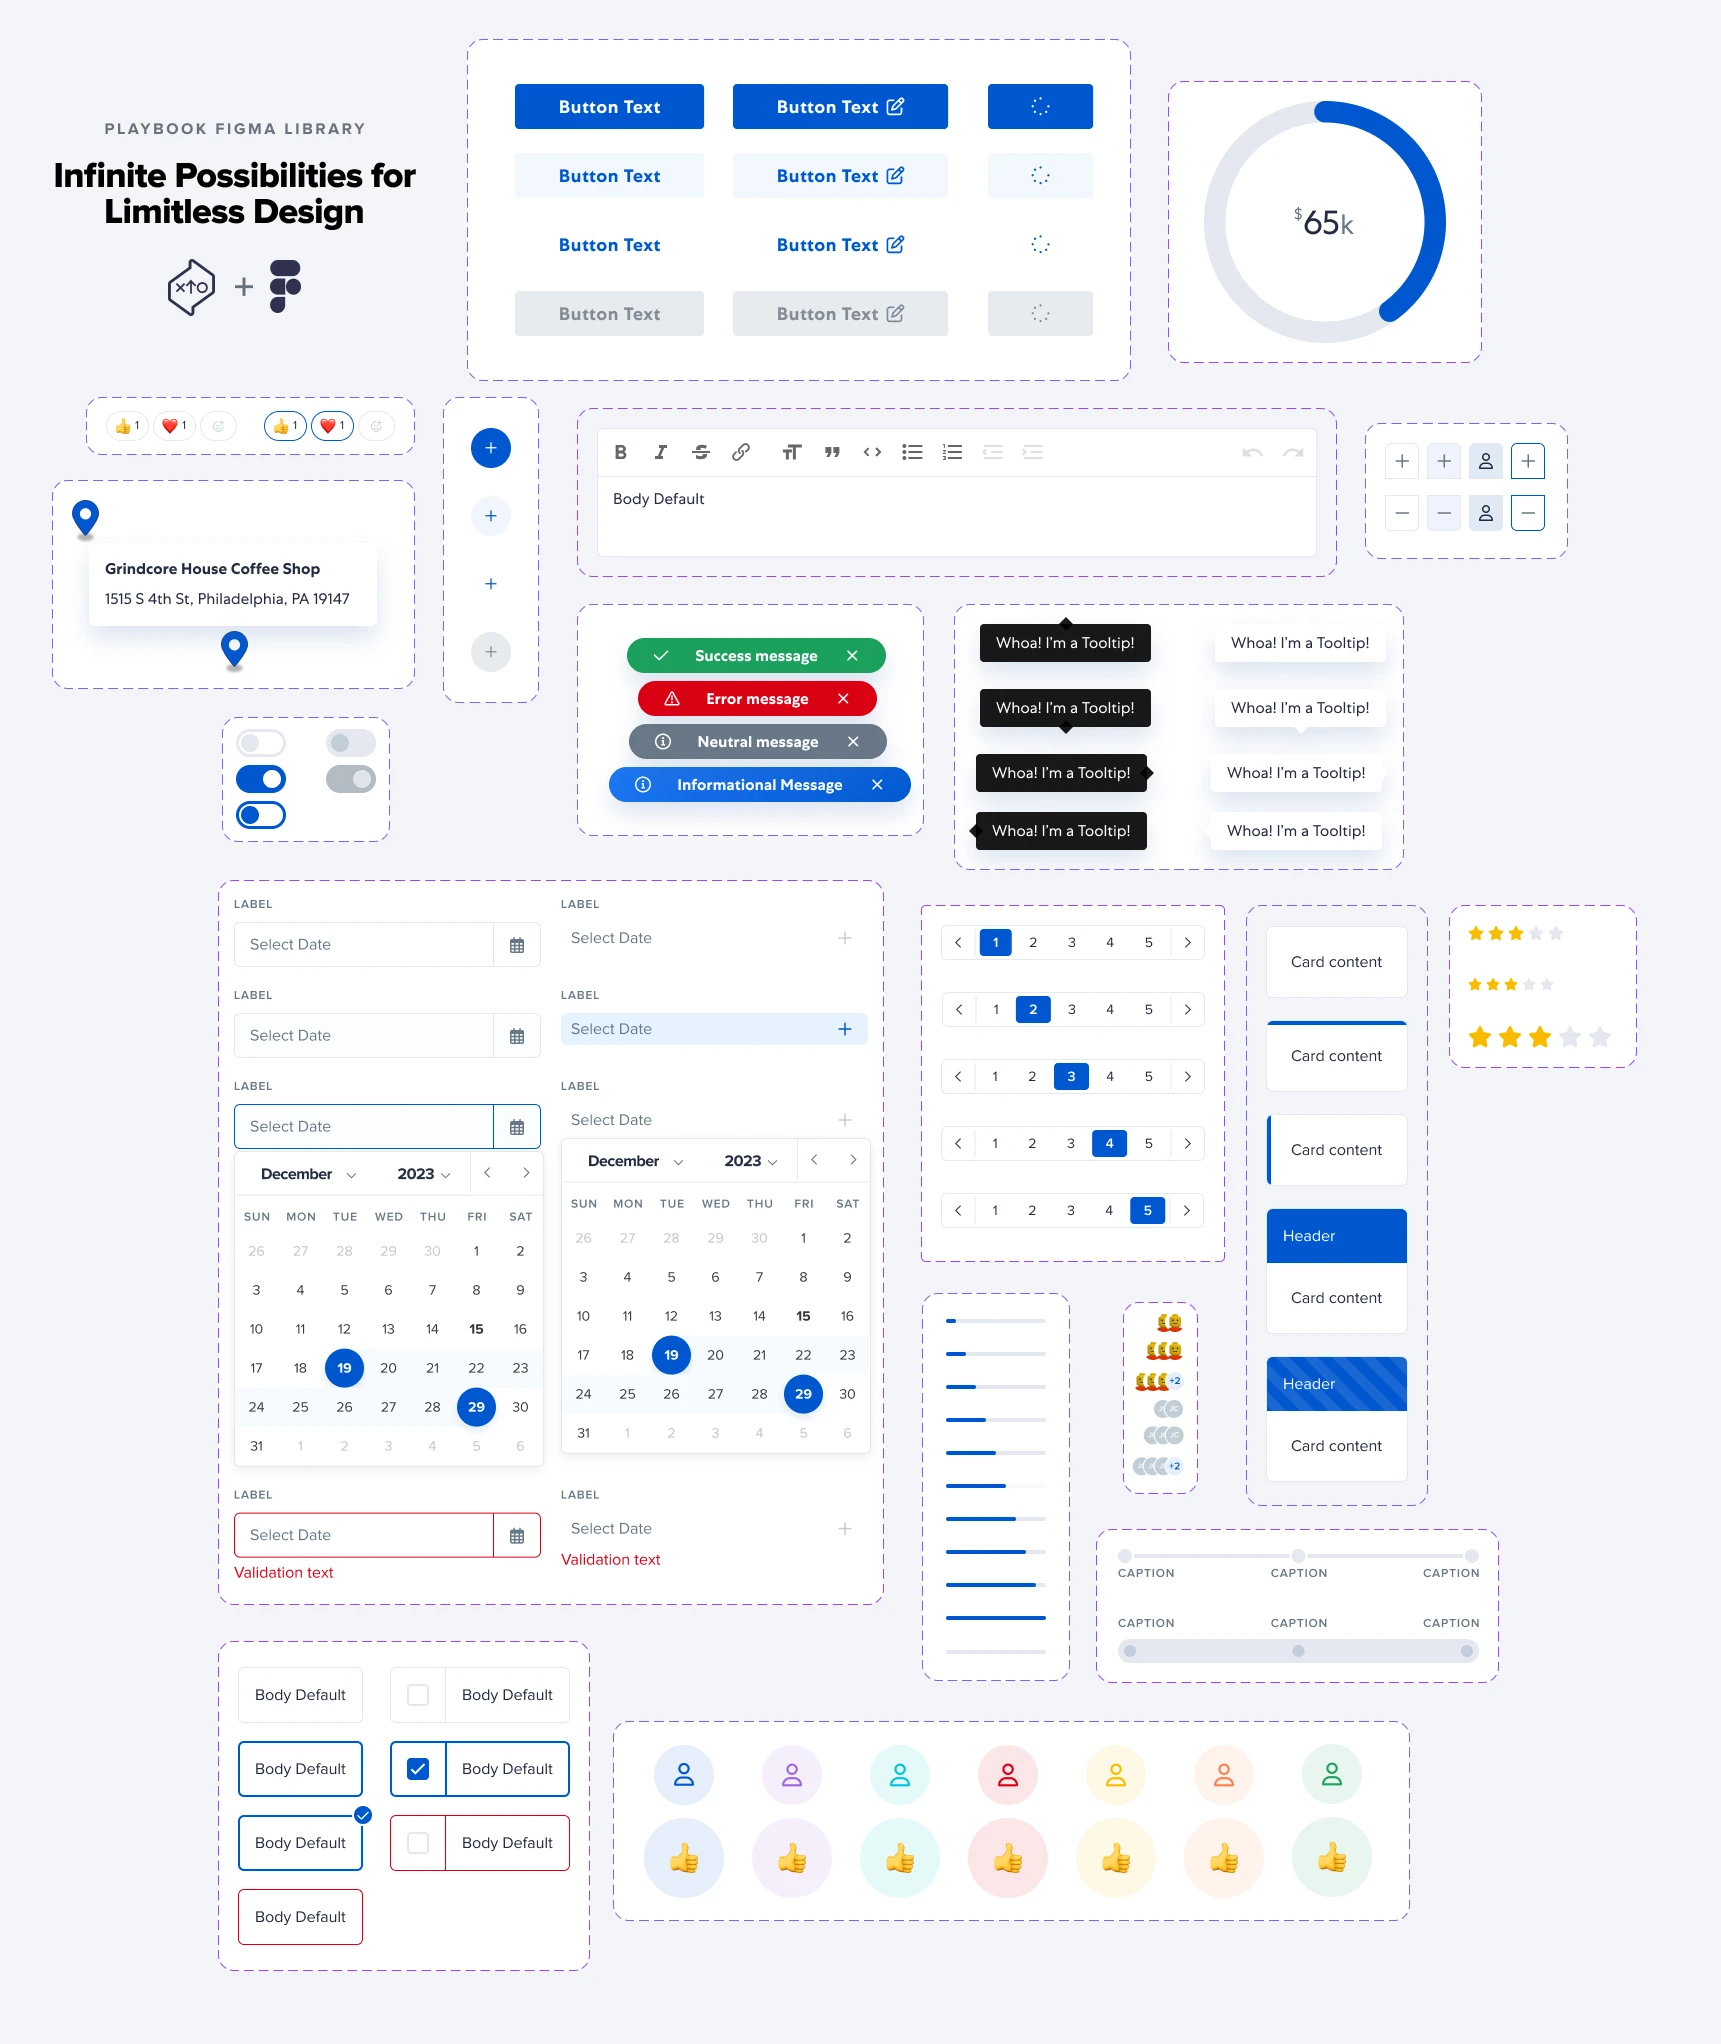 PLAYBOOK FIGMA LIBRARY
Infinite Possibilities for
Limitless Design
Button Text Button Text
Button Text Button Text
Button Text Button Text
Button Text Button Text
$65k
1 1 1 1
Body Default
Grindcore House Coffee Shop
1515 S 4th St, Philadelphia, PA 19147
Success message
Error message
Neutral message
Informational Message
Whoa! I'm a Tooltip! Whoa! I'm a Tooltip!
Whoa! I'm a Tooltip! Whoa! I'm a Tooltip!
Whoa! I'm a Tooltip! Whoa! I'm a Tooltip!
Whoa! I'm a Tooltip! Whoa! I'm a Tooltip!
LABEL
Select Date
LABEL
Select Date
LABEL
Select Date
December 2023
SUN MON TUE WED THU FRI SAT
26 27 28 29 30 1 2
3 4 5 6 7 8 9
10 11 12 13 14 15 16
17 18 19 20 21 22 23
24 25 26 27 28 29 30
31 1 2 3 4 5 6
LABEL
Select Date
Validation text
LABEL
Select Date
LABEL
Select Date
LABEL
Select Date
December 2023
SUN MON TUE WED THU FRI SAT
26 27 28 29 30 1 2
3 4 5 6 7 8 9
10 11 12 13 14 15 16
17 18 19 20 21 22 23
24 25 26 27 28 29 30
31 1 2 3 4 5 6
LABEL
Select Date
Validation text
1 2 3 4 5
1 2 3 4 5
1 2 3 4 5
1 2 3 4 5
1 2 3 4 5
Card content
Card content
Card content
Header
Card content
Header
Card content
+2
JC
JC
+2
CAPTION CAPTION CAPTION
CAPTION CAPTION CAPTION
Body Default Body Default
Body Default Body Default
Body Default Body Default
Body Default